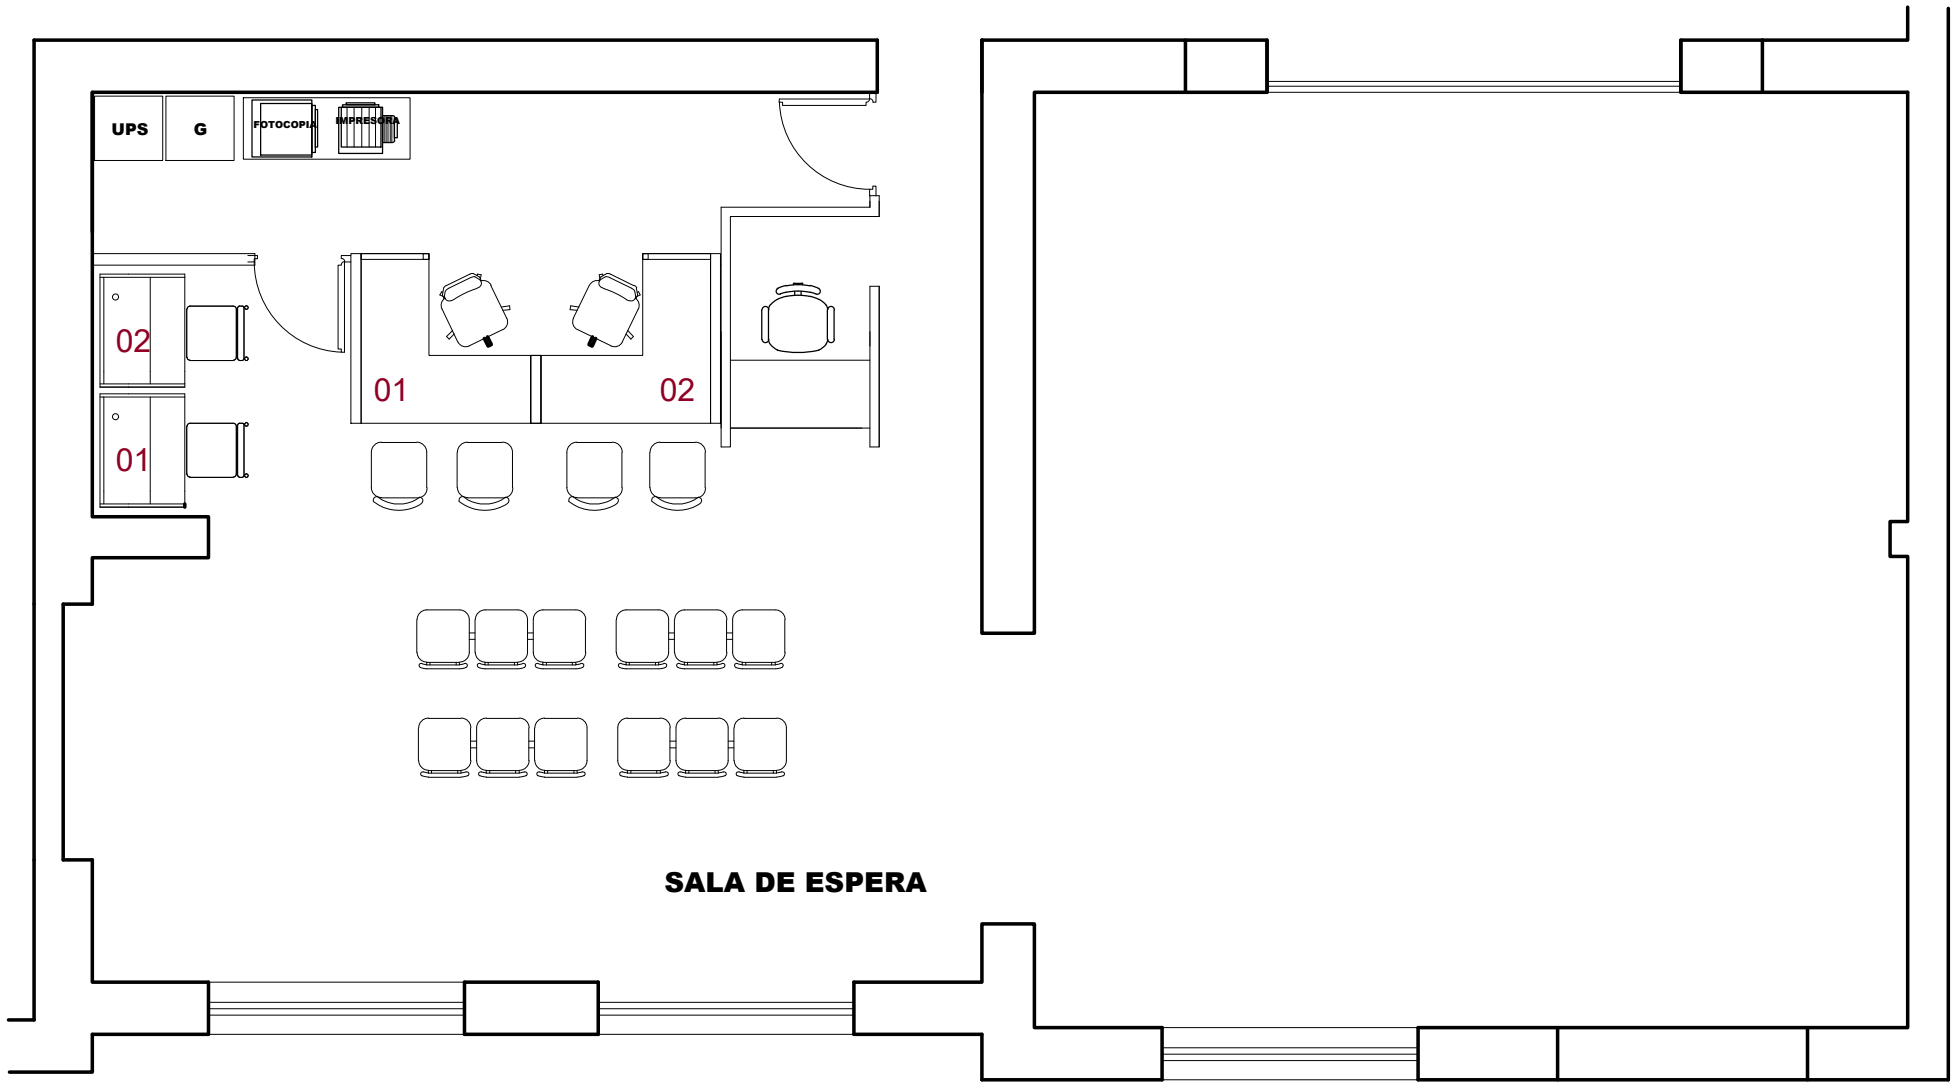 UPS
G
FOTOCOPIA
IMPRESORA
02
01
01
02
SALA DE ESPERA